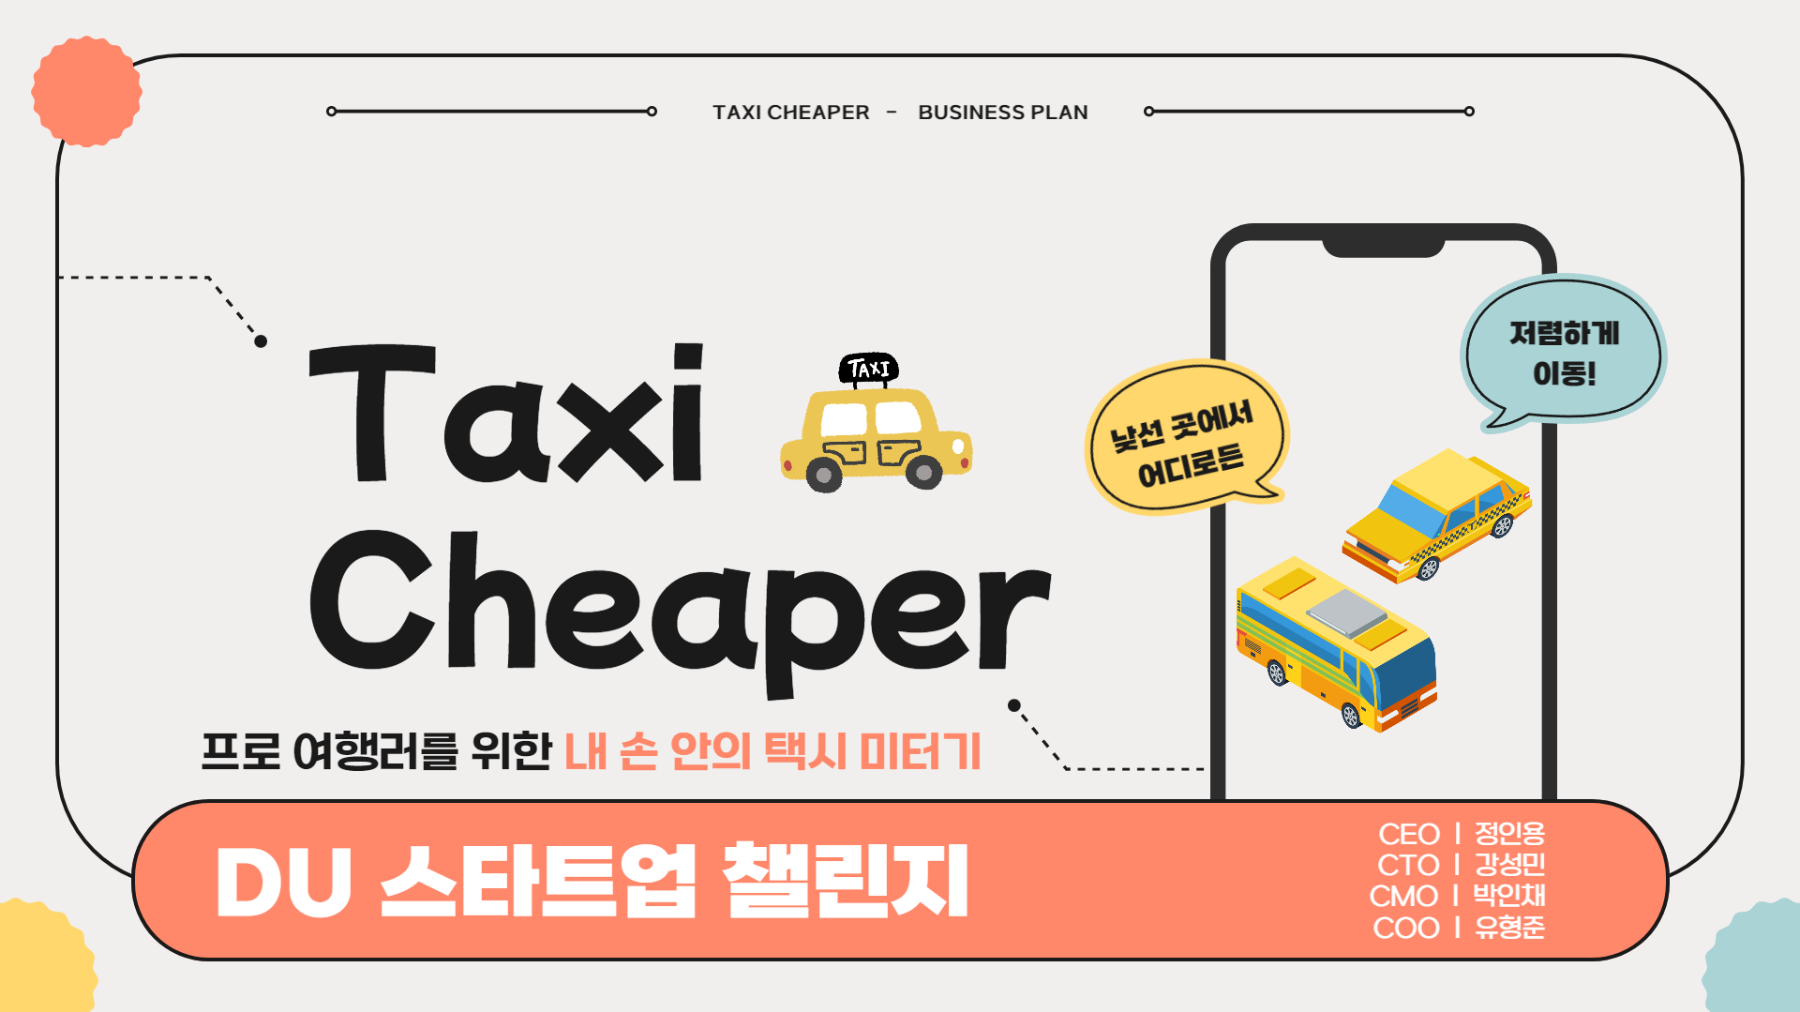 TAXI CHEAPER - BUSINESS PLAN
Taxi
TAXI
Cheaper
낯선 곳에서
어디로든
저렴하게
이동!
프로 여행러를 위한 내 손 안의 택시 미터기
DU 스타트업 챌린지
CEO | 정인용
CTO | 강성민
CMO | 박인채
COO | 유형준